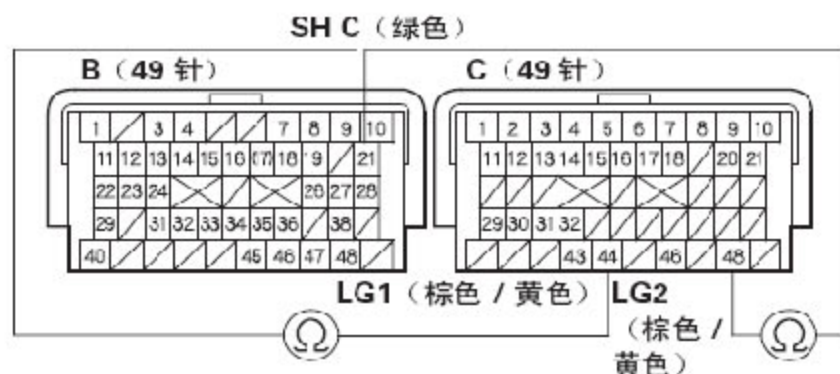 SH C（绿色）
B（49 针）
C（49 针）
1 3 4 7 8 9 10
11 12 13 14 15 16 17 18 19 21
22 23 24 26 27 28
29 31 32 33 34 35 36 38
40 45 46 47 48
1 2 3 4 5 6 7 8 9 10
11 12 13 14 15 16 17 18 20 21
29 30 31 32
43 44 46 48
LG1（棕色 / 黄色）
LG2
（棕色 /
黄色）
Ω
Ω